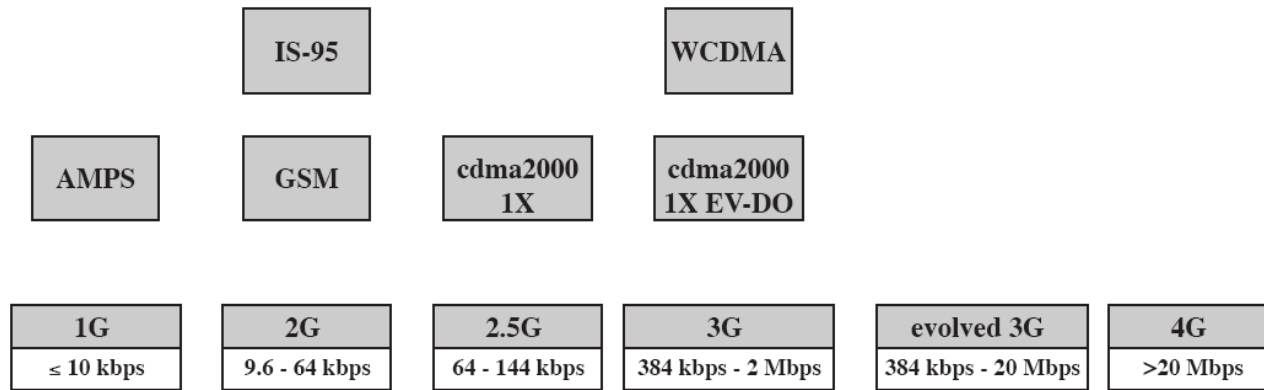 IS-95
WCDMA
AMPS
GSM
cdma2000
1X
cdma2000
1X EV-DO
1G
2G
2.5G
3G
evolved 3G
4G
≤ 10 kbps
9.6 - 64 kbps
64 - 144 kbps
384 kbps - 2 Mbps
384 kbps - 20 Mbps
>20 Mbps